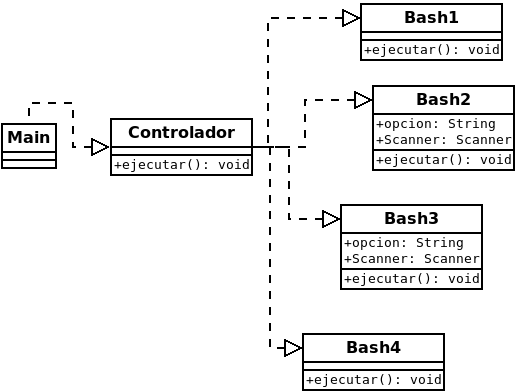 Main
Controlador
+ejecutar(): void
Bash1
+ejecutar(): void
Bash2
+opcion: String
+Scanner: Scanner
+ejecutar(): void
Bash3
+opcion: String
+Scanner: Scanner
+ejecutar(): void
Bash4
+ejecutar(): void